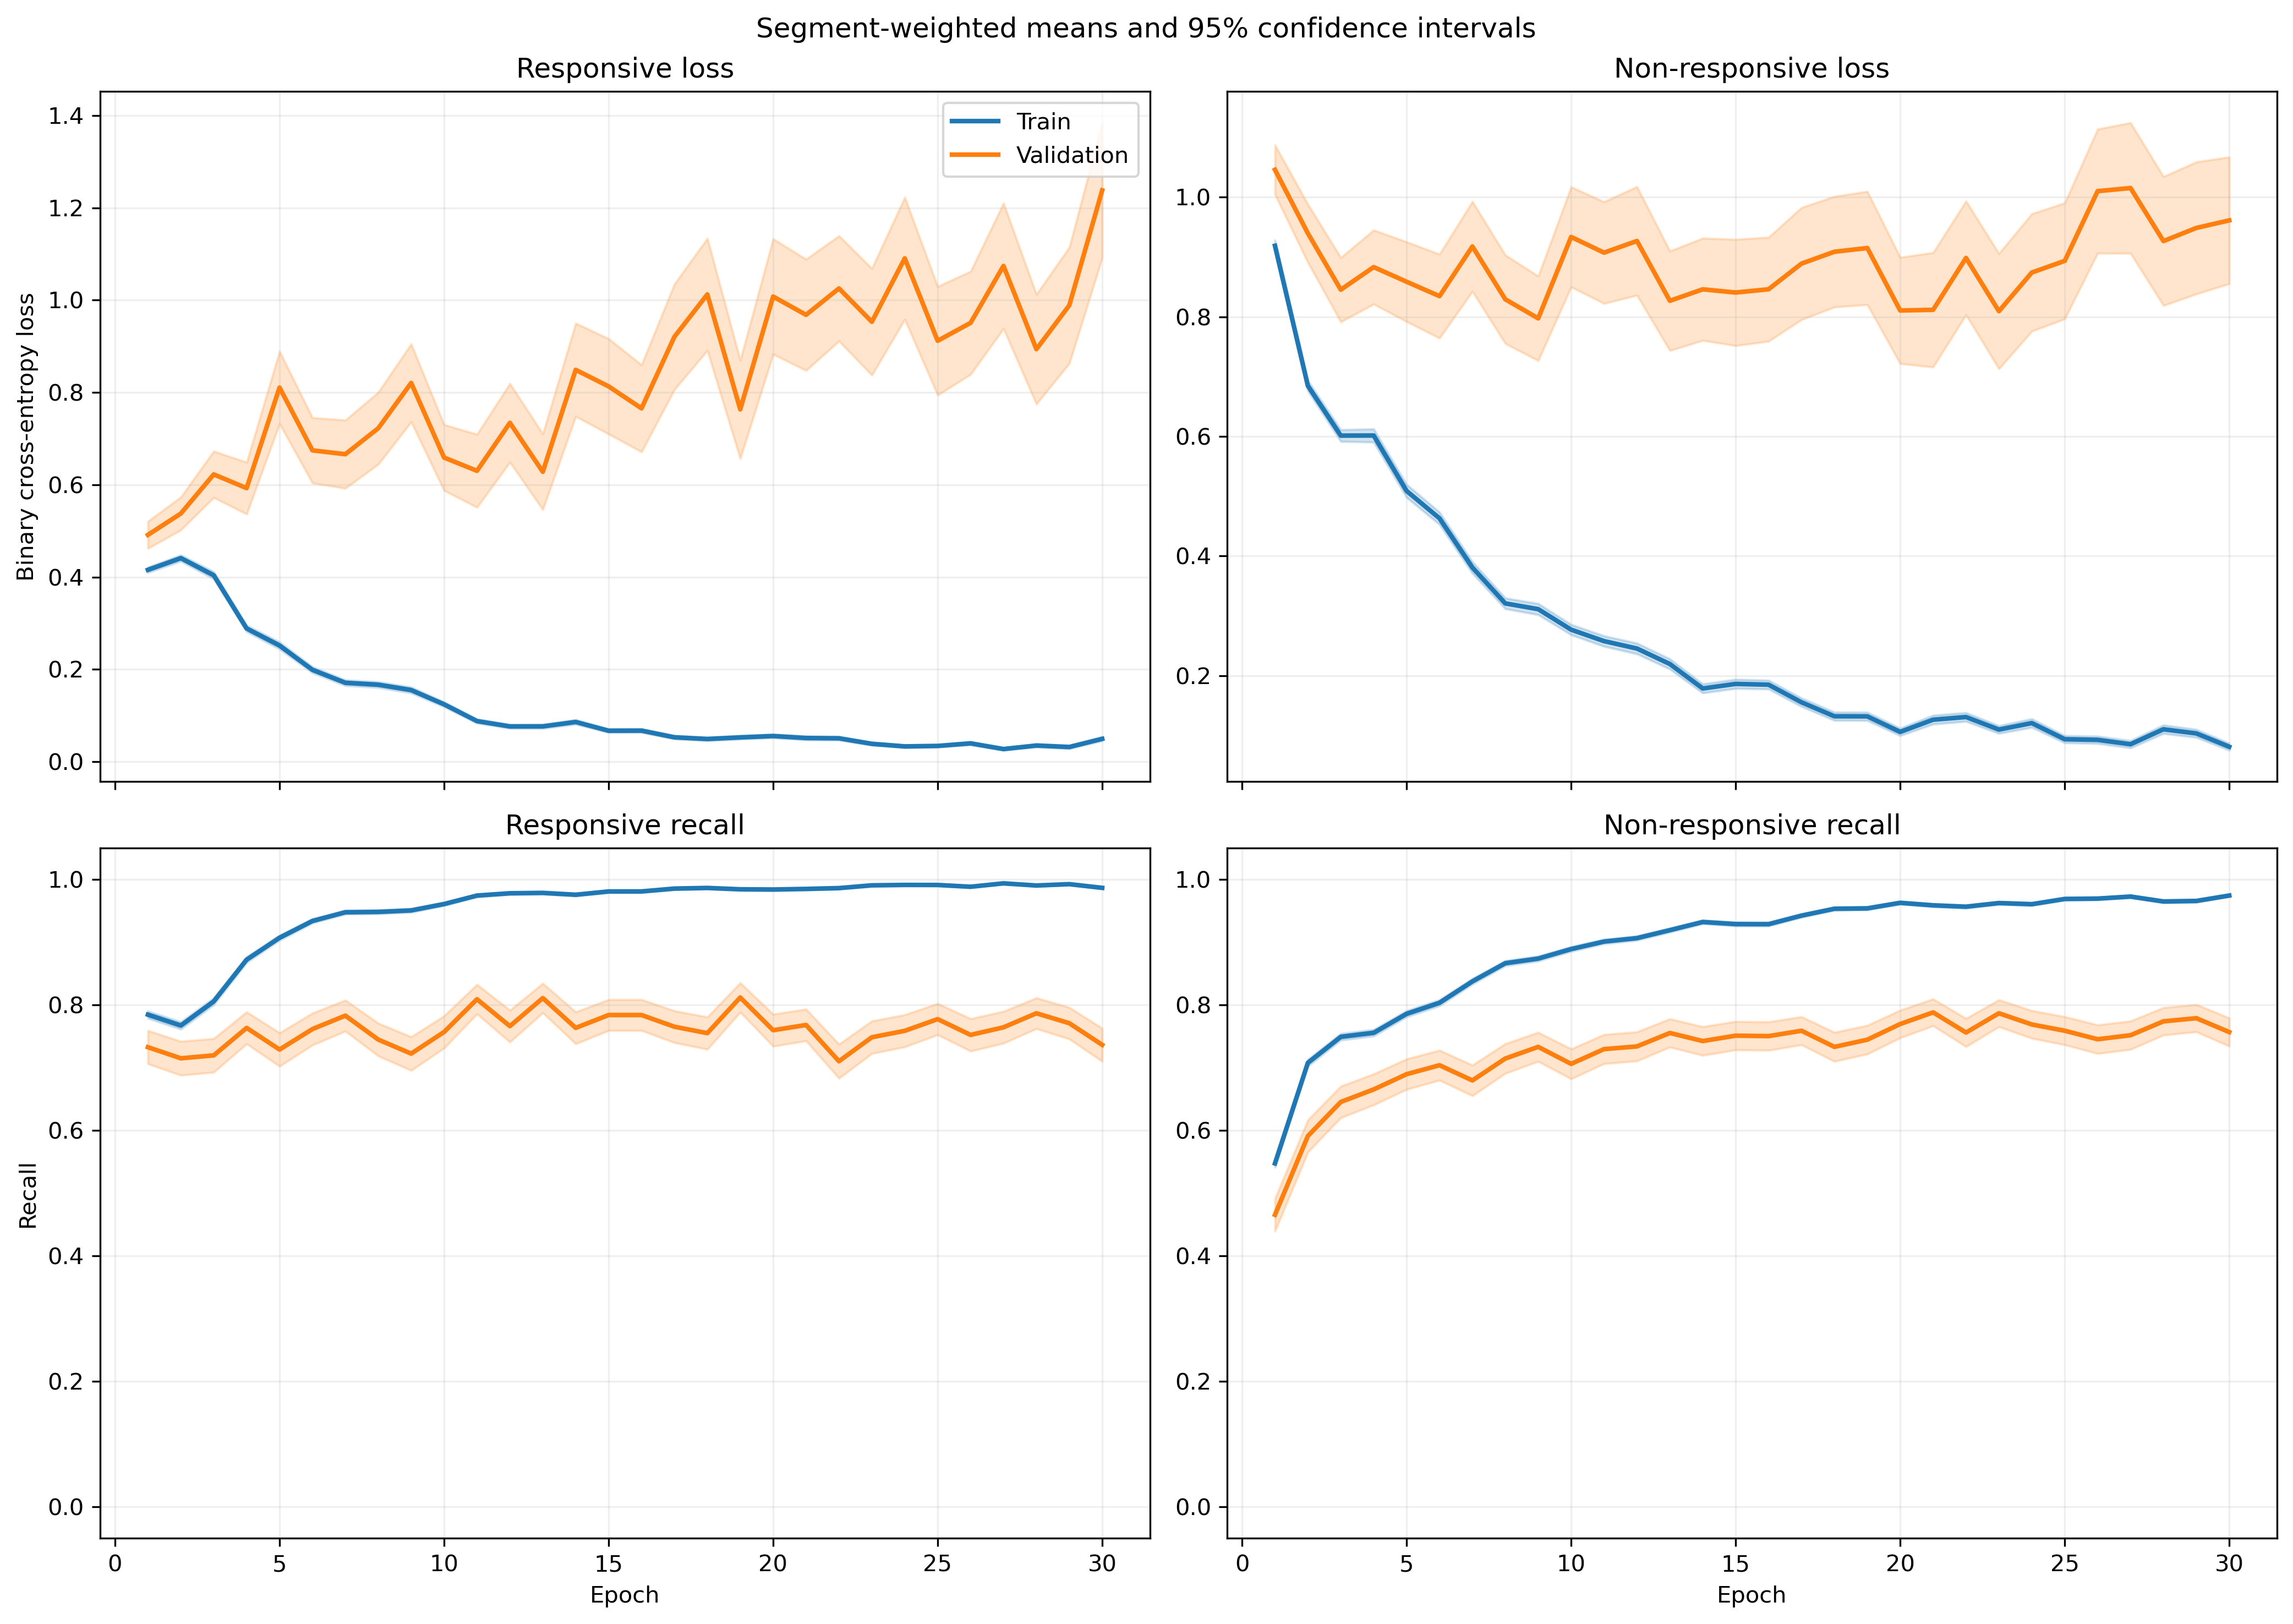 Segment-weighted means and 95% confidence intervals
Responsive loss
Non-responsive loss
Binary cross-entropy loss
1.4
1.2
1.0
0.8
0.6
0.4
0.2
0.0
Train
Validation
1.0
0.8
0.6
0.4
0.2
Responsive recall
Non-responsive recall
Recall
1.0
0.8
0.6
0.4
0.2
0.0
0 5 10 15 20 25 30
Epoch
1.0
0.8
0.6
0.4
0.2
0.0
0 5 10 15 20 25 30
Epoch